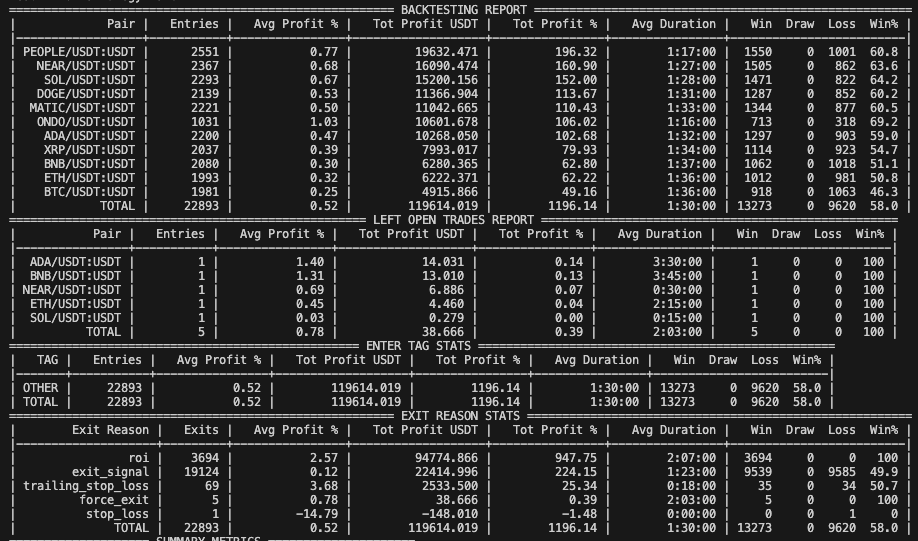 BACKTESTING REPORT
| Pair | Entries | Avg Profit % | Tot Profit USDT | Tot Profit % | Avg Duration | Win Draw Loss Win% |
| PEOPLE/USDT:USDT | 2551 | 0.77 | 19632.471 | 196.32 | 1:17:00 | 1550 0 1001 60.8 |
| NEAR/USDT:USDT | 2367 | 0.68 | 16090.474 | 160.90 | 1:27:00 | 1505 0 862 63.6 |
| SOL/USDT:USDT | 2293 | 0.67 | 15200.156 | 152.00 | 1:28:00 | 1471 0 822 64.2 |
| DOGE/USDT:USDT | 2139 | 0.53 | 11366.904 | 113.67 | 1:31:00 | 1287 0 852 60.2 |
| MATIC/USDT:USDT | 2221 | 0.50 | 11042.665 | 110.43 | 1:33:00 | 1344 0 877 60.5 |
| ONDO/USDT:USDT | 1031 | 1.03 | 10601.678 | 106.02 | 1:16:00 | 713 0 318 69.2 |
| ADA/USDT:USDT | 2200 | 0.47 | 10268.050 | 102.68 | 1:32:00 | 1297 0 903 59.0 |
| XRP/USDT:USDT | 2037 | 0.39 | 7993.017 | 79.93 | 1:34:00 | 1114 0 923 54.7 |
| BNB/USDT:USDT | 2080 | 0.30 | 6280.365 | 62.80 | 1:37:00 | 1062 0 1018 51.1 |
| ETH/USDT:USDT | 1993 | 0.32 | 6222.371 | 62.22 | 1:36:00 | 1012 0 981 50.8 |
| BTC/USDT:USDT | 1981 | 0.25 | 4915.866 | 49.16 | 1:36:00 | 918 0 1063 46.3 |
| TOTAL | 22893 | 0.52 | 119614.019 | 1196.14 | 1:30:00 | 13273 0 9620 58.0 |
LEFT OPEN TRADES REPORT
| Pair | Entries | Avg Profit % | Tot Profit USDT | Tot Profit % | Avg Duration | Win Draw Loss Win% |
| ADA/USDT:USDT | 1 | 1.40 | 14.031 | 0.14 | 3:30:00 | 1 0 0 100 |
| BNB/USDT:USDT | 1 | 1.31 | 13.010 | 0.13 | 3:45:00 | 1 0 0 100 |
| NEAR/USDT:USDT | 1 | 0.69 | 6.886 | 0.07 | 0:30:00 | 1 0 0 100 |
| ETH/USDT:USDT | 1 | 0.45 | 4.460 | 0.04 | 2:15:00 | 1 0 0 100 |
| SOL/USDT:USDT | 1 | 0.03 | 0.279 | 0.00 | 0:15:00 | 1 0 0 100 |
| TOTAL | 5 | 0.78 | 38.666 | 0.39 | 2:03:00 | 5 0 0 100 |
ENTER TAG STATS
| TAG | Entries | Avg Profit % | Tot Profit USDT | Tot Profit % | Avg Duration | Win Draw Loss Win% |
| OTHER | 22893 | 0.52 | 119614.019 | 1196.14 | 1:30:00 | 13273 0 9620 58.0 |
| TOTAL | 22893 | 0.52 | 119614.019 | 1196.14 | 1:30:00 | 13273 0 9620 58.0 |
EXIT REASON STATS
| Exit Reason | Exits | Avg Profit % | Tot Profit USDT | Tot Profit % | Avg Duration | Win Draw Loss Win% |
| roi | 3694 | 2.57 | 94774.866 | 947.75 | 2:07:00 | 3694 0 0 100 |
| exit_signal | 19124 | 0.12 | 22414.996 | 224.15 | 1:23:00 | 9539 0 9585 49.9 |
| trailing_stop_loss | 69 | 3.68 | 2533.500 | 25.34 | 0:18:00 | 35 0 34 50.7 |
| force_exit | 5 | 0.78 | 38.666 | 0.39 | 2:03:00 | 5 0 0 100 |
| stop_loss | 1 | -14.79 | -148.010 | -1.48 | 0:00:00 | 0 0 1 0 |
| TOTAL | 22893 | 0.52 | 119614.019 | 1196.14 | 1:30:00 | 13273 0 9620 58.0 |
SUMMARY METRICS